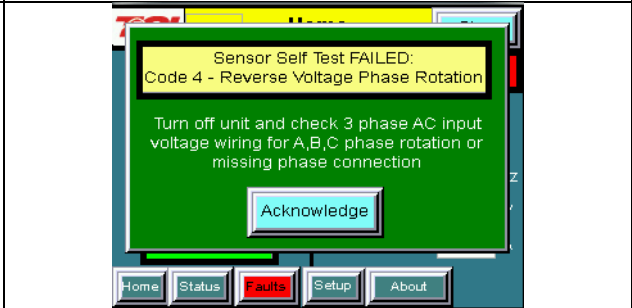 Sensor Self Test FAILED:
Code 4 - Reverse Voltage Phase Rotation
Turn off unit and check 3 phase AC input
voltage wiring for A,B,C phase rotation or
missing phase connection
Z
Acknowledge
Home Status Faults Setup About